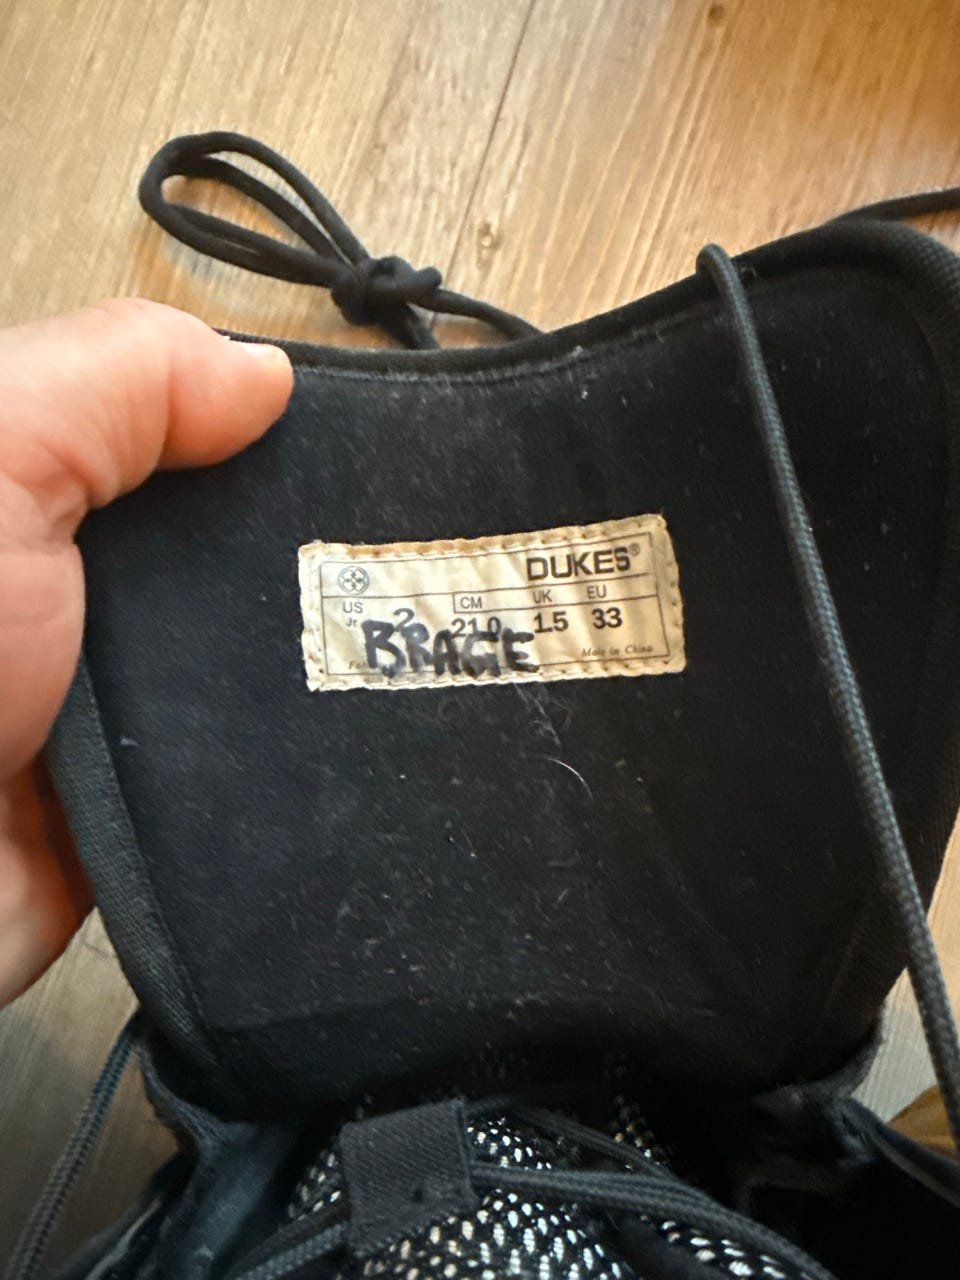 DUKES®
US CM UK EU
Jr. 2 21.0 1.5 33
BRAGE
Made in China